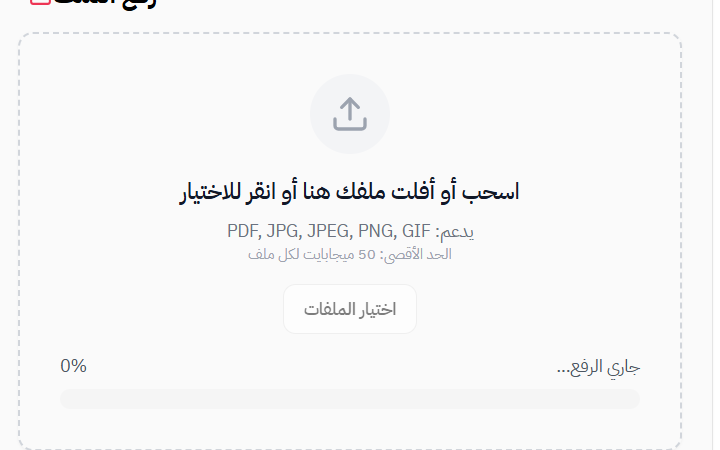 اسحب أو أفلت ملفك هنا أو انقر للاختيار
يدعم: PDF, JPG, JPEG, PNG, GIF
الحد الأقصى: 50 ميجابايت لكل ملف
اختيار الملفات
جاري الرفع... 0%